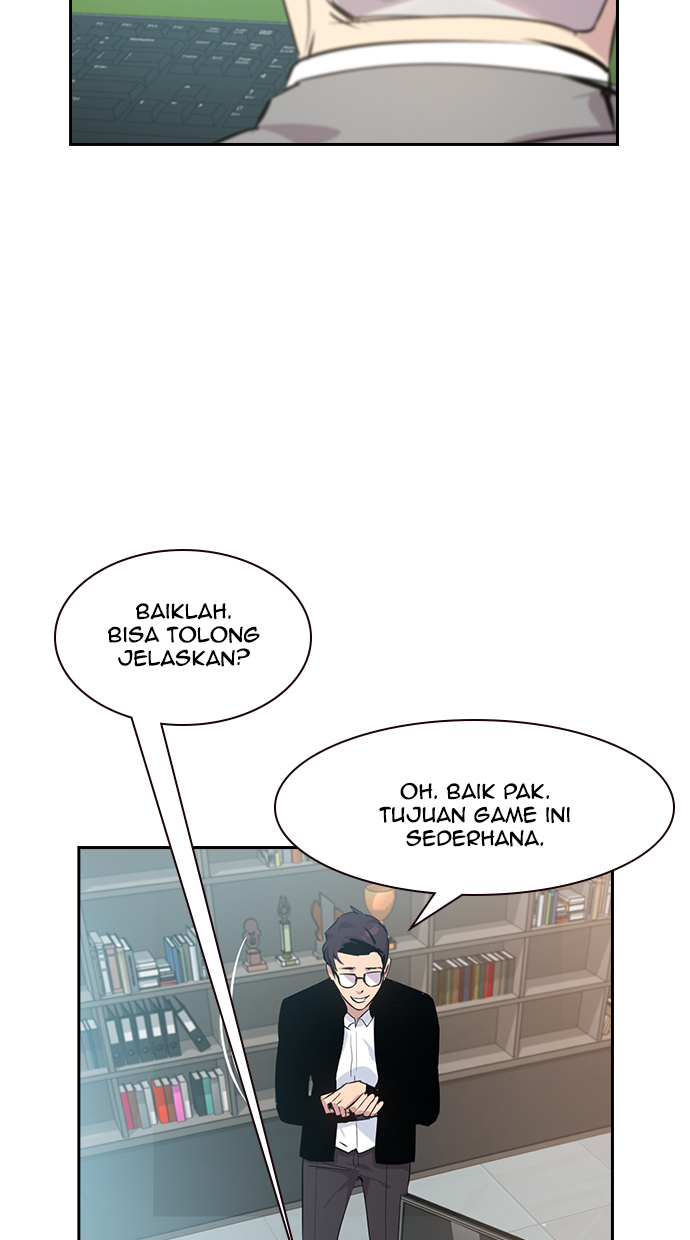 BAIKLAH.
BISA TOLONG
JELASKAN?
OH. BAIK PAK.
TUJUAN GAME INI
SEDERHANA.